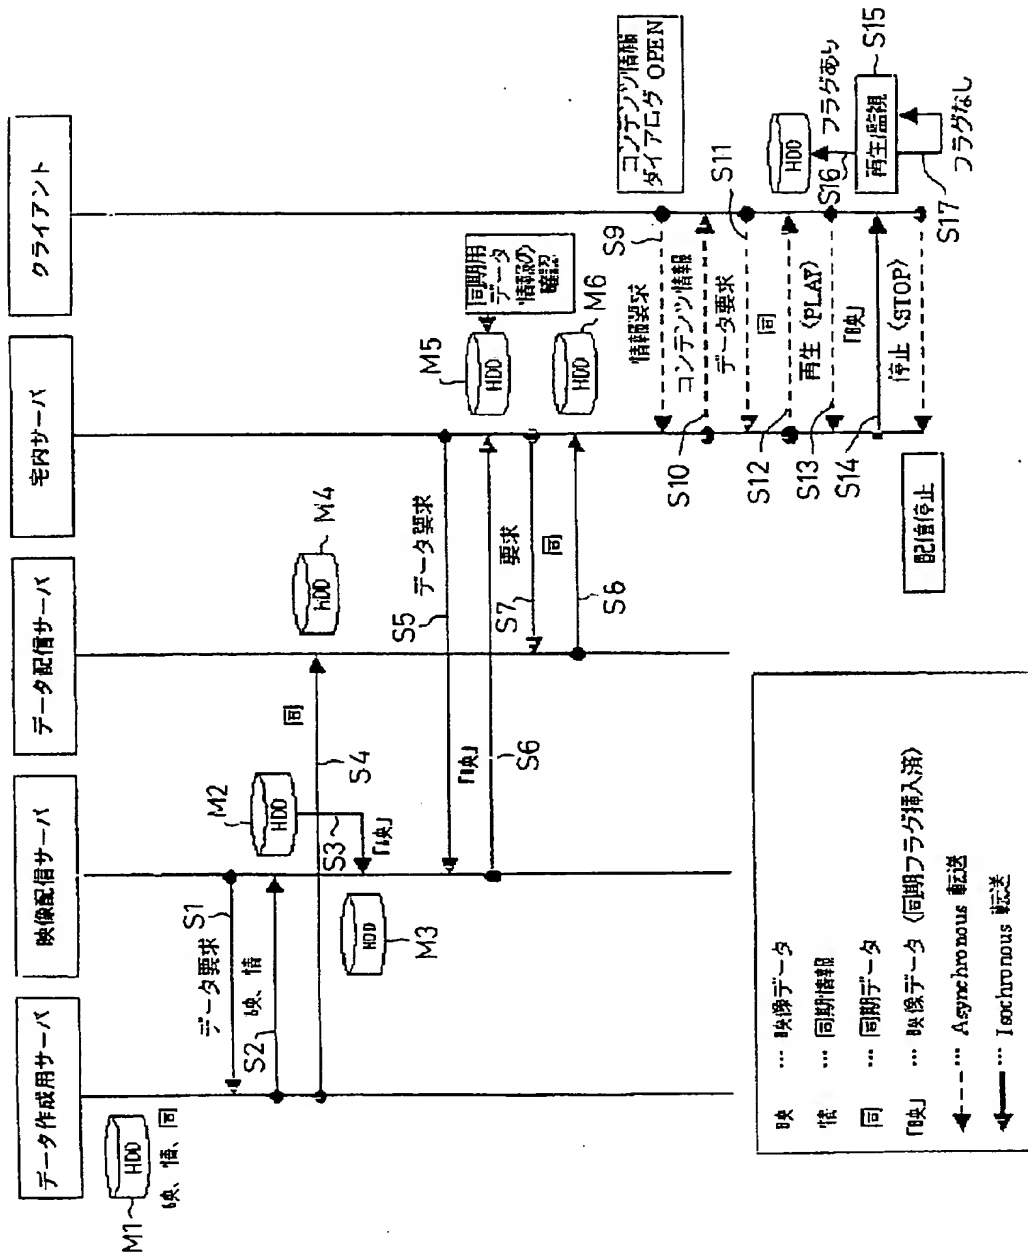 データ作成用サーバ
映像配信サーバ
データ配信サーバ
宅内サーバ
クライアント
M1
HDD
映、情、同
データ要求
S1
S2
映、情
M2
HDD
S3
「映」
S4
同
HDD
M3
M4
HDD
S5
データ要求
「映」
S6
S7
要求
同
S6
M5
HDD
同期用
データ
情報の
確認
M6
HDD
コンテンツ情報
ダイアログ OPEN
情報要求
S9
コンテンツ情報
S10
データ要求
S11
同
S12
再生〈PLAY〉
S13
「映」
S14
停止〈STOP〉
配信停止
HDD
S16
フラグあり
再生/監視
S15
フラグなし
S17
映 … 映像データ
情 … 同期情報
同 … 同期データ
「映」 … 映像データ〈同期フラグ挿入済〉
… Asynchronous 転送
… Isochronous 転送